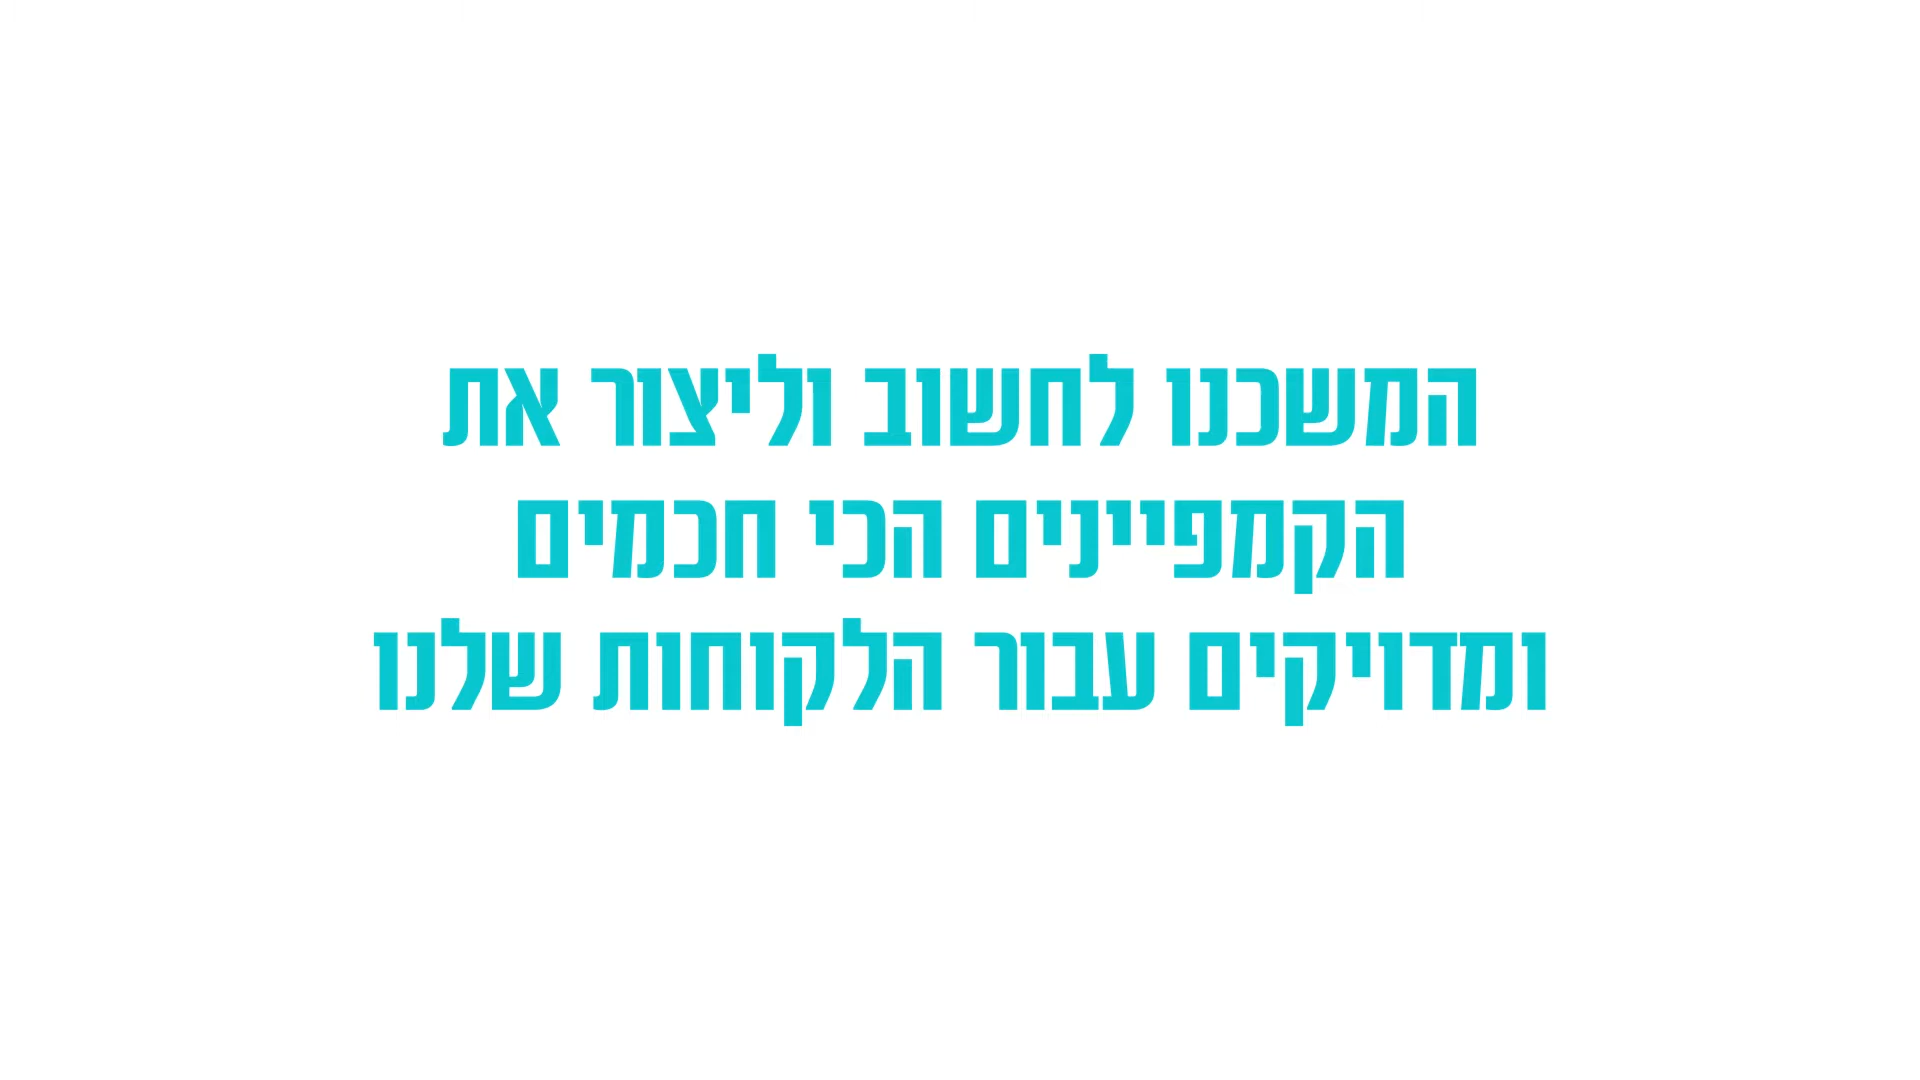 המשכנו לחשוב וליצור את
הקמפיינים הכי חכמים
ומדויקים עבור הלקוחות שלנו